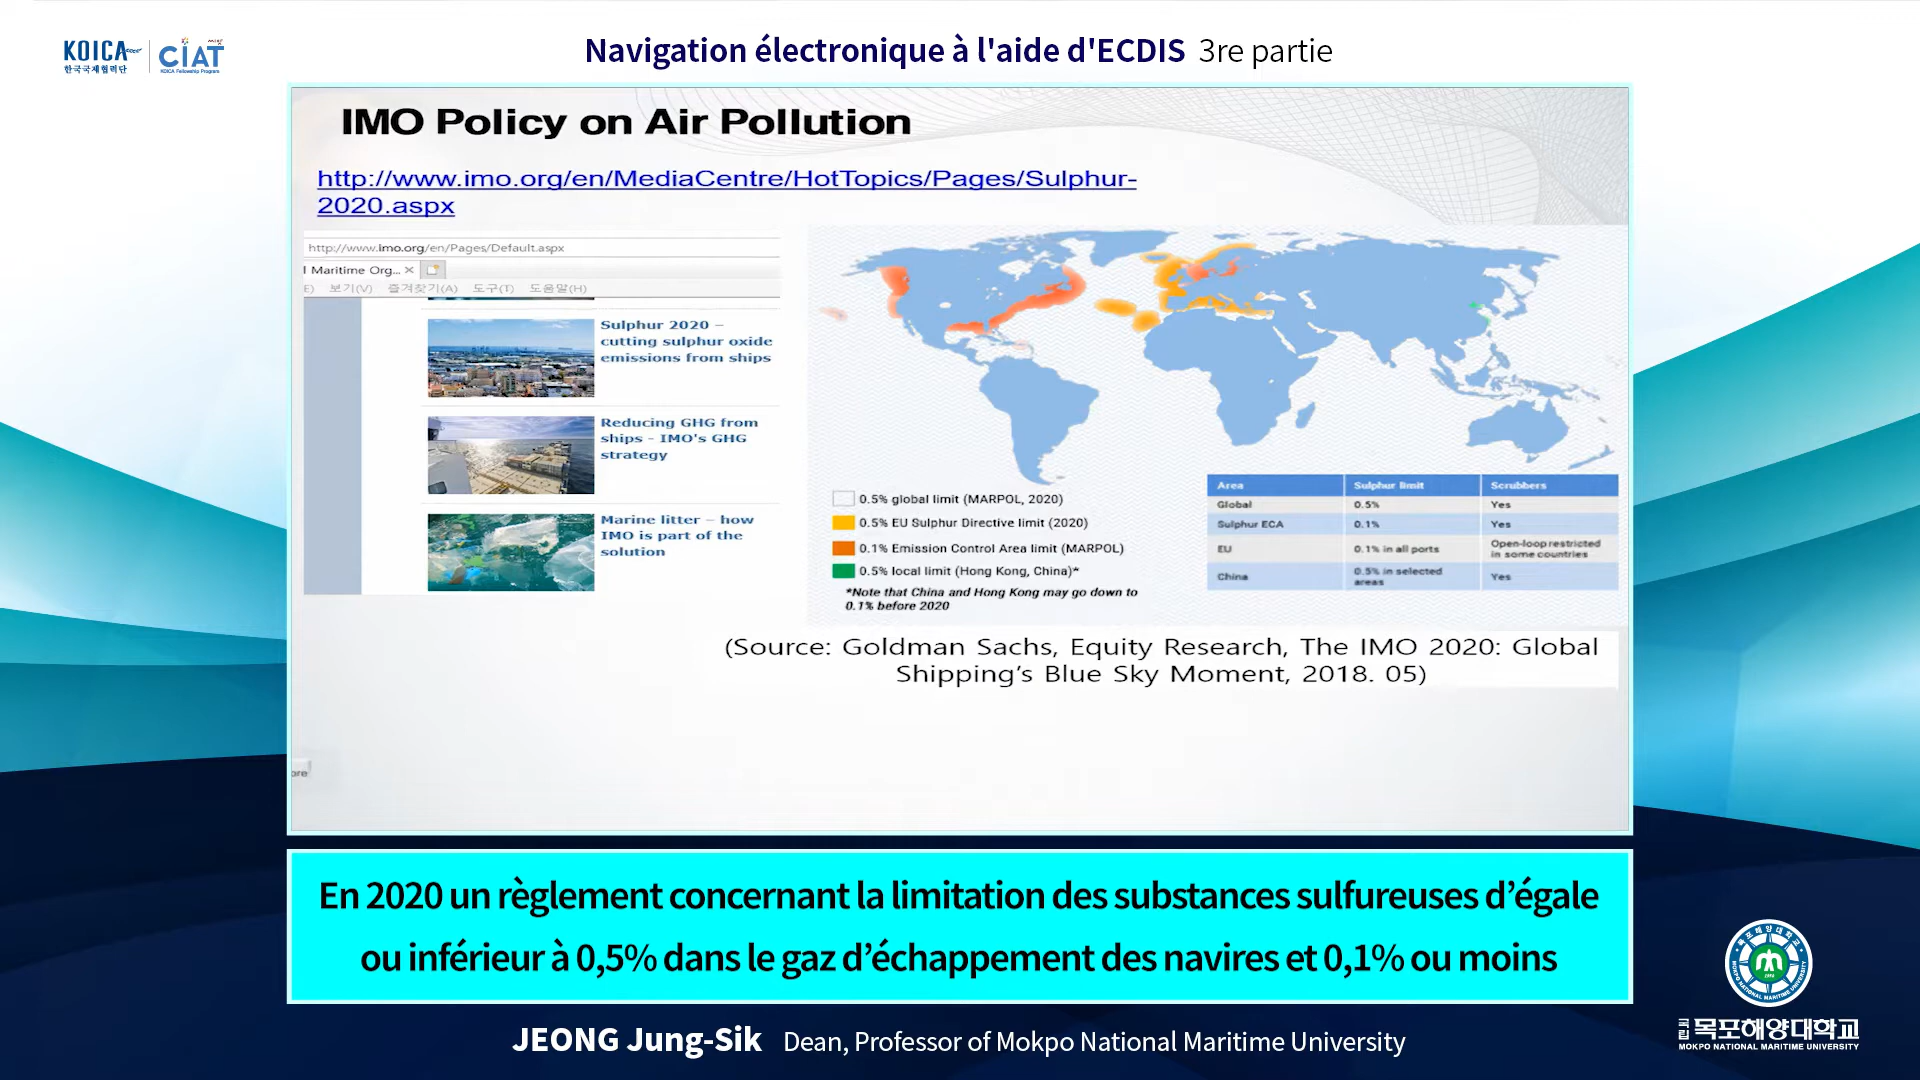 KOICA
한국국제협력단
CIAT
KOICA Fellowship Program
Navigation électronique à l'aide d'ECDIS 3re partie
IMO Policy on Air Pollution
http://www.imo.org/en/MediaCentre/HotTopics/Pages/Sulphur-
2020.aspx
http://www.imo.org/en/Pages/Default.aspx
l Maritime Org...
E) 보기(V) 즐겨찾기(A) 도구(T) 도움말(H)
Sulphur 2020 –
cutting sulphur oxide
emissions from ships
Reducing GHG from
ships - IMO's GHG
strategy
Marine litter – how
IMO is part of the
solution
0.5% global limit (MARPOL, 2020)
0.5% EU Sulphur Directive limit (2020)
0.1% Emission Control Area limit (MARPOL)
0.5% local limit (Hong Kong, China)*
*Note that China and Hong Kong may go down to
0.1% before 2020
Area Sulphur limit Scrubbers
Global 0.5% Yes
Sulphur ECA 0.1% Yes
EU 0.1% in all ports Open-loop restricted
in some countries
China 0.5% in selected
areas Yes
(Source: Goldman Sachs, Equity Research, The IMO 2020: Global
Shipping's Blue Sky Moment, 2018. 05)
ore
En 2020 un règlement concernant la limitation des substances sulfureuses d'égale
ou inférieur à 0,5% dans le gaz d'échappement des navires et 0,1% ou moins
JEONG Jung-Sik Dean, Professor of Mokpo National Maritime University
국립 목포해양대학교
MOKPO NATIONAL MARITIME UNIVERSITY